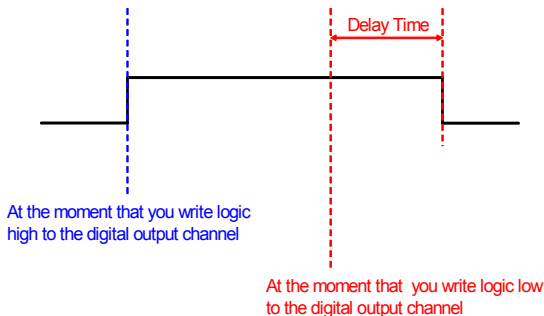 Delay Time
At the moment that you write logic
high to the digital output channel
At the moment that you write logic low
to the digital output channel